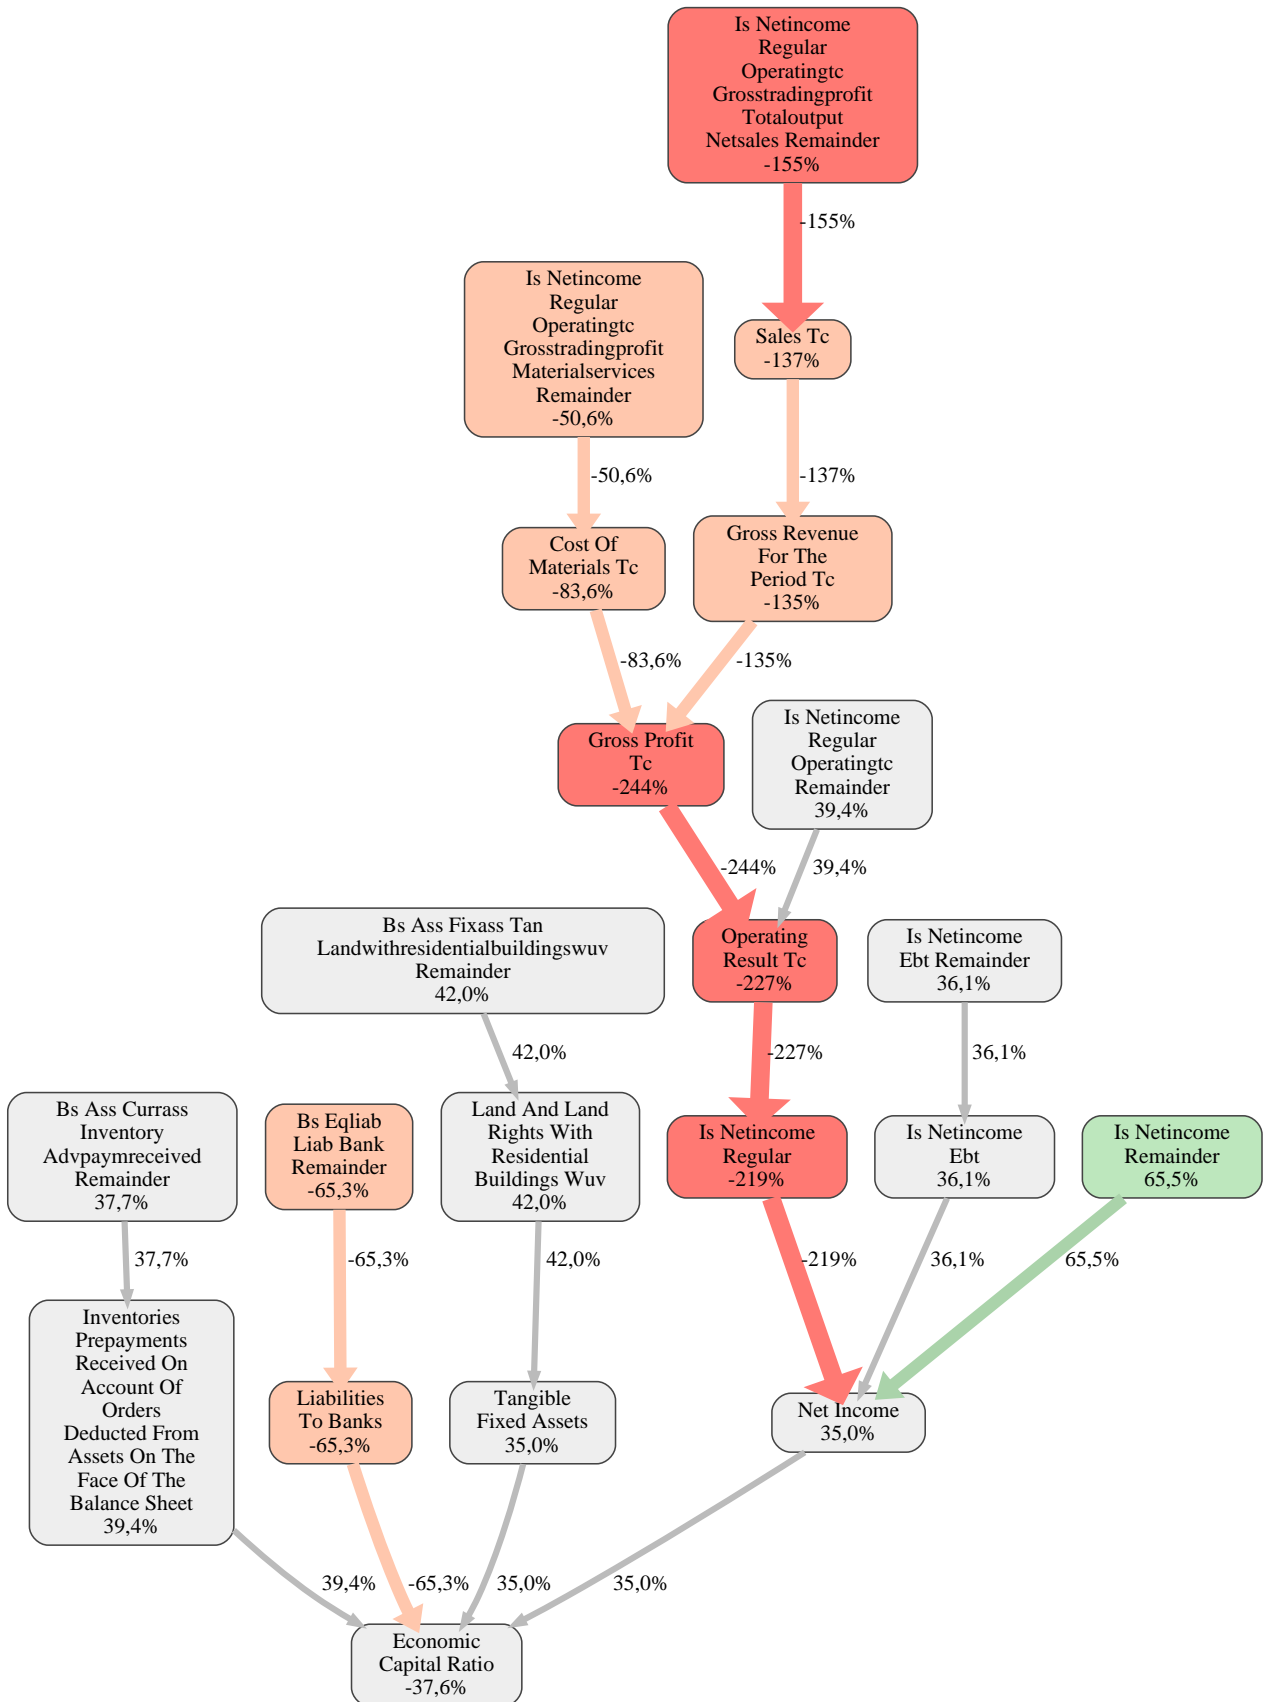 Is Netincome
Regular
Operatingtc
Grosstradingprofit
Totaloutput
Netsales Remainder
-155%
-155%
Is Netincome
Regular
Operatingtc
Grosstradingprofit
Materialservices
Remainder
-50,6%
Sales Tc
-137%
-50,6%
-137%
Cost Of
Materials Tc
-83,6%
Gross Revenue
For The
Period Tc
-135%
-83,6%
-135%
Gross Profit
Tc
-244%
Is Netincome
Regular
Operatingtc
Remainder
39,4%
-244%
39,4%
Bs Ass Fixass Tan
Landwithresidentialbuildingswuv
Remainder
42,0%
Operating
Result Tc
-227%
Is Netincome
Ebt Remainder
36,1%
42,0%
-227%
36,1%
Bs Ass Currass
Inventory
Advpaymreceived
Remainder
37,7%
Bs Eqliab
Liab Bank
Remainder
-65,3%
Land And Land
Rights With
Residential
Buildings Wuv
42,0%
Is Netincome
Regular
-219%
Is Netincome
Ebt
36,1%
Is Netincome
Remainder
65,5%
37,7%
-65,3%
42,0%
-219%
36,1%
65,5%
Inventories
Prepayments
Received On
Account Of
Orders
Deducted From
Assets On The
Face Of The
Balance Sheet
39,4%
Liabilities
To Banks
-65,3%
Tangible
Fixed Assets
35,0%
Net Income
35,0%
39,4%
-65,3%
35,0%
35,0%
Economic
Capital Ratio
-37,6%